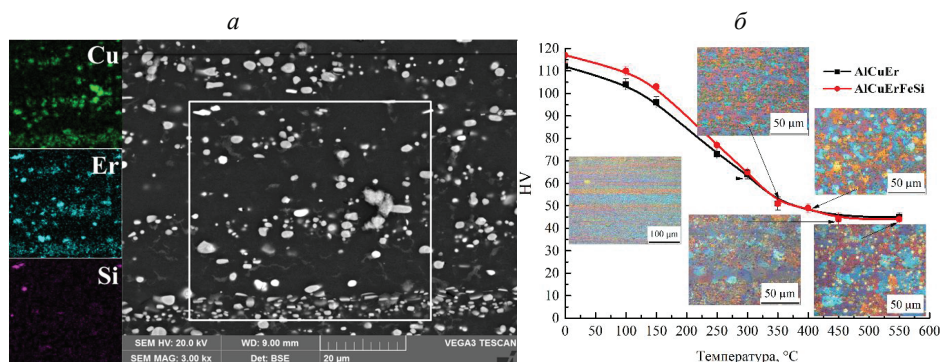 а
Cu
Er
Si
SEM HV: 20.0 kV WD: 9.00 mm VEGA3 TESCAN
SEM MAG: 3.00 kx Det: BSE 20 µm
б
HV
120
110
100
90
80
70
60
50
40
30
20
10
0
AlCuEr
AlCuErFeSi
50 µm
50 µm
100 µm
50 µm
50 µm
0 50 100 150 200 250 300 350 400 450 500 550 600
Температура, °C